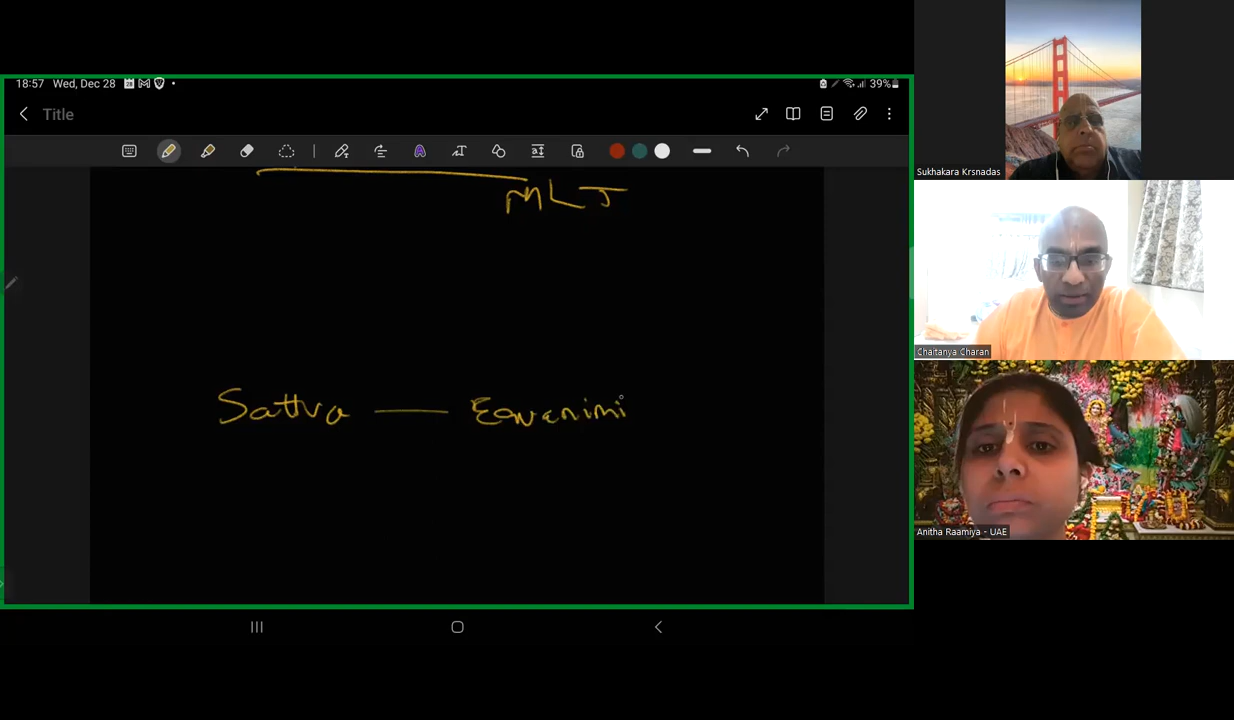 18:57 Wed, Dec 28
39%
Title
MLJ
Sattva — Equanimi
Sukhakara Krsnadas
Chaitanya Charan
Anitha Raamiya - UAE